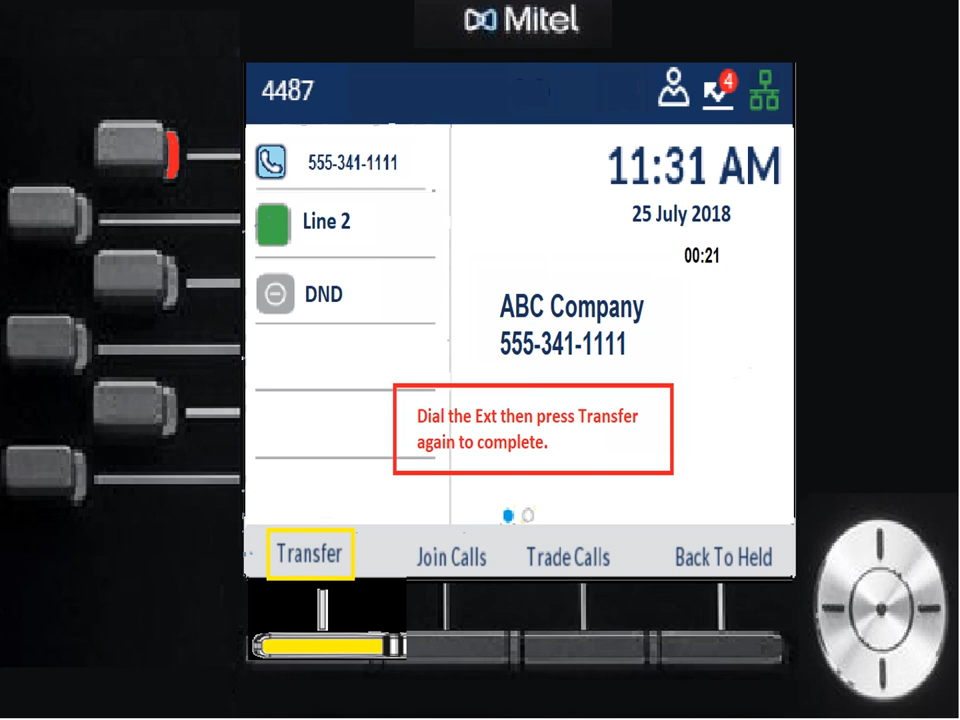 Mitel
4487
4
555-341-1111
11:31 AM
Line 2
25 July 2018
00:21
DND
ABC Company
555-341-1111
Dial the Ext then press Transfer
again to complete.
Transfer
Join Calls
Trade Calls
Back To Held